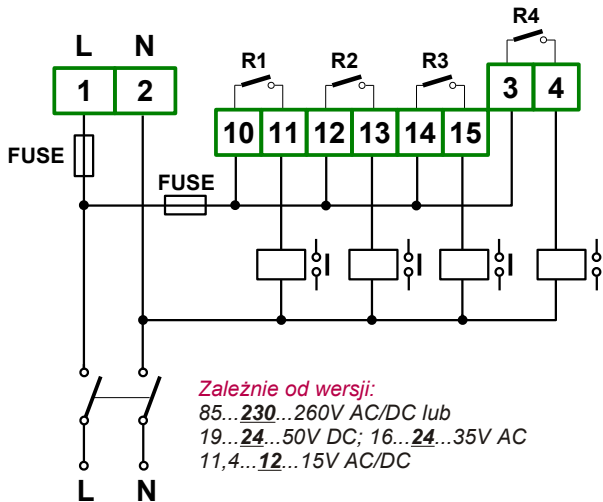 L N
R4
R1 R2 R3
1 2
3 4
10 11 12 13 14 15
FUSE
FUSE
Zależnie od wersji:
85...230...260V AC/DC lub
19...24...50V DC; 16...24...35V AC
11,4...12...15V AC/DC
L N